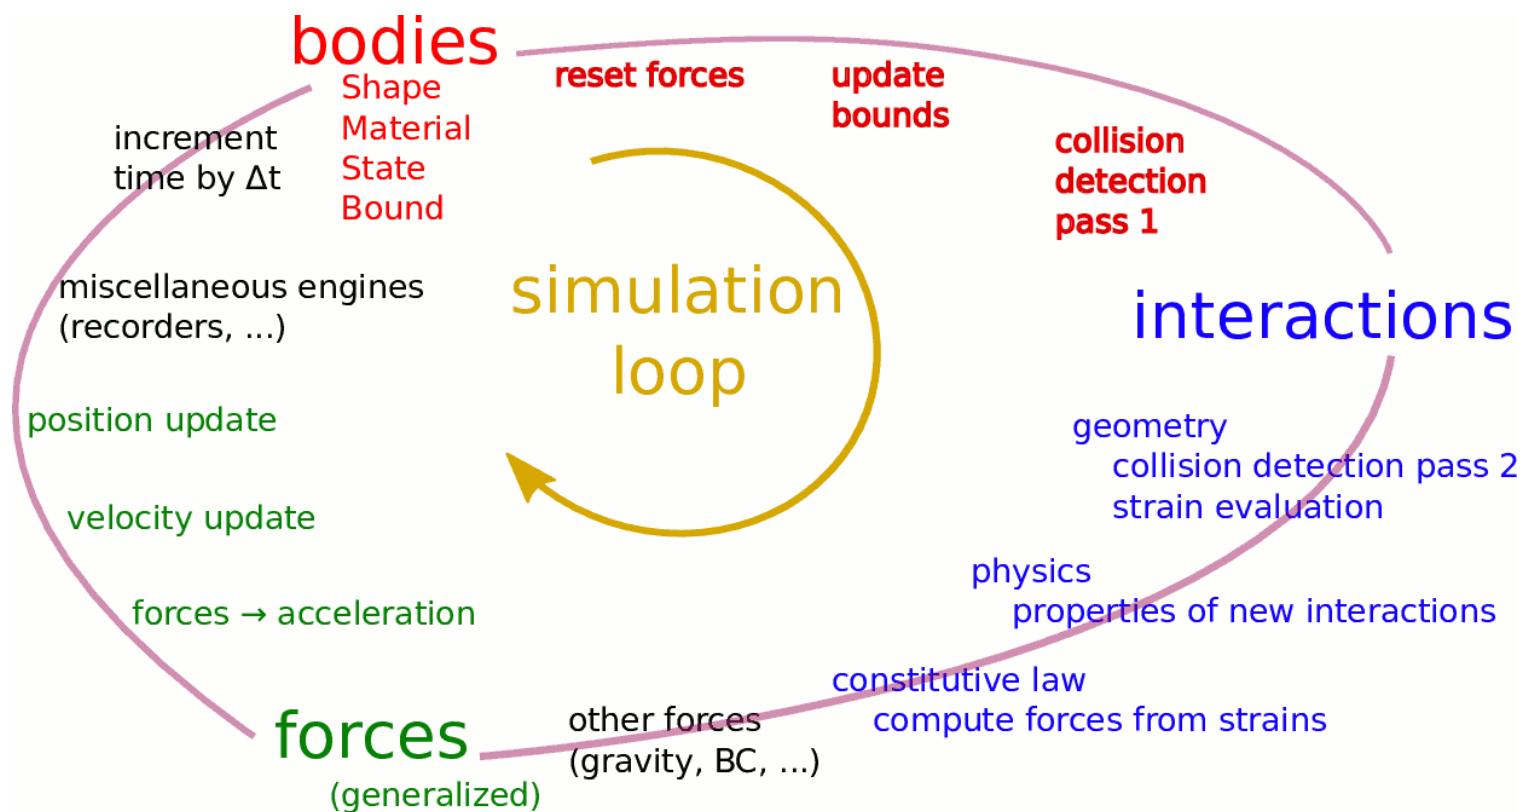 bodies
Shape
Material
State
Bound
reset forces
update
bounds
collision
detection
pass 1
interactions
geometry
collision detection pass 2
strain evaluation
physics
properties of new interactions
constitutive law
compute forces from strains
other forces
(gravity, BC, ...)
forces
(generalized)
forces → acceleration
velocity update
position update
miscellaneous engines
(recorders, ...)
increment
time by Δt
simulation
loop